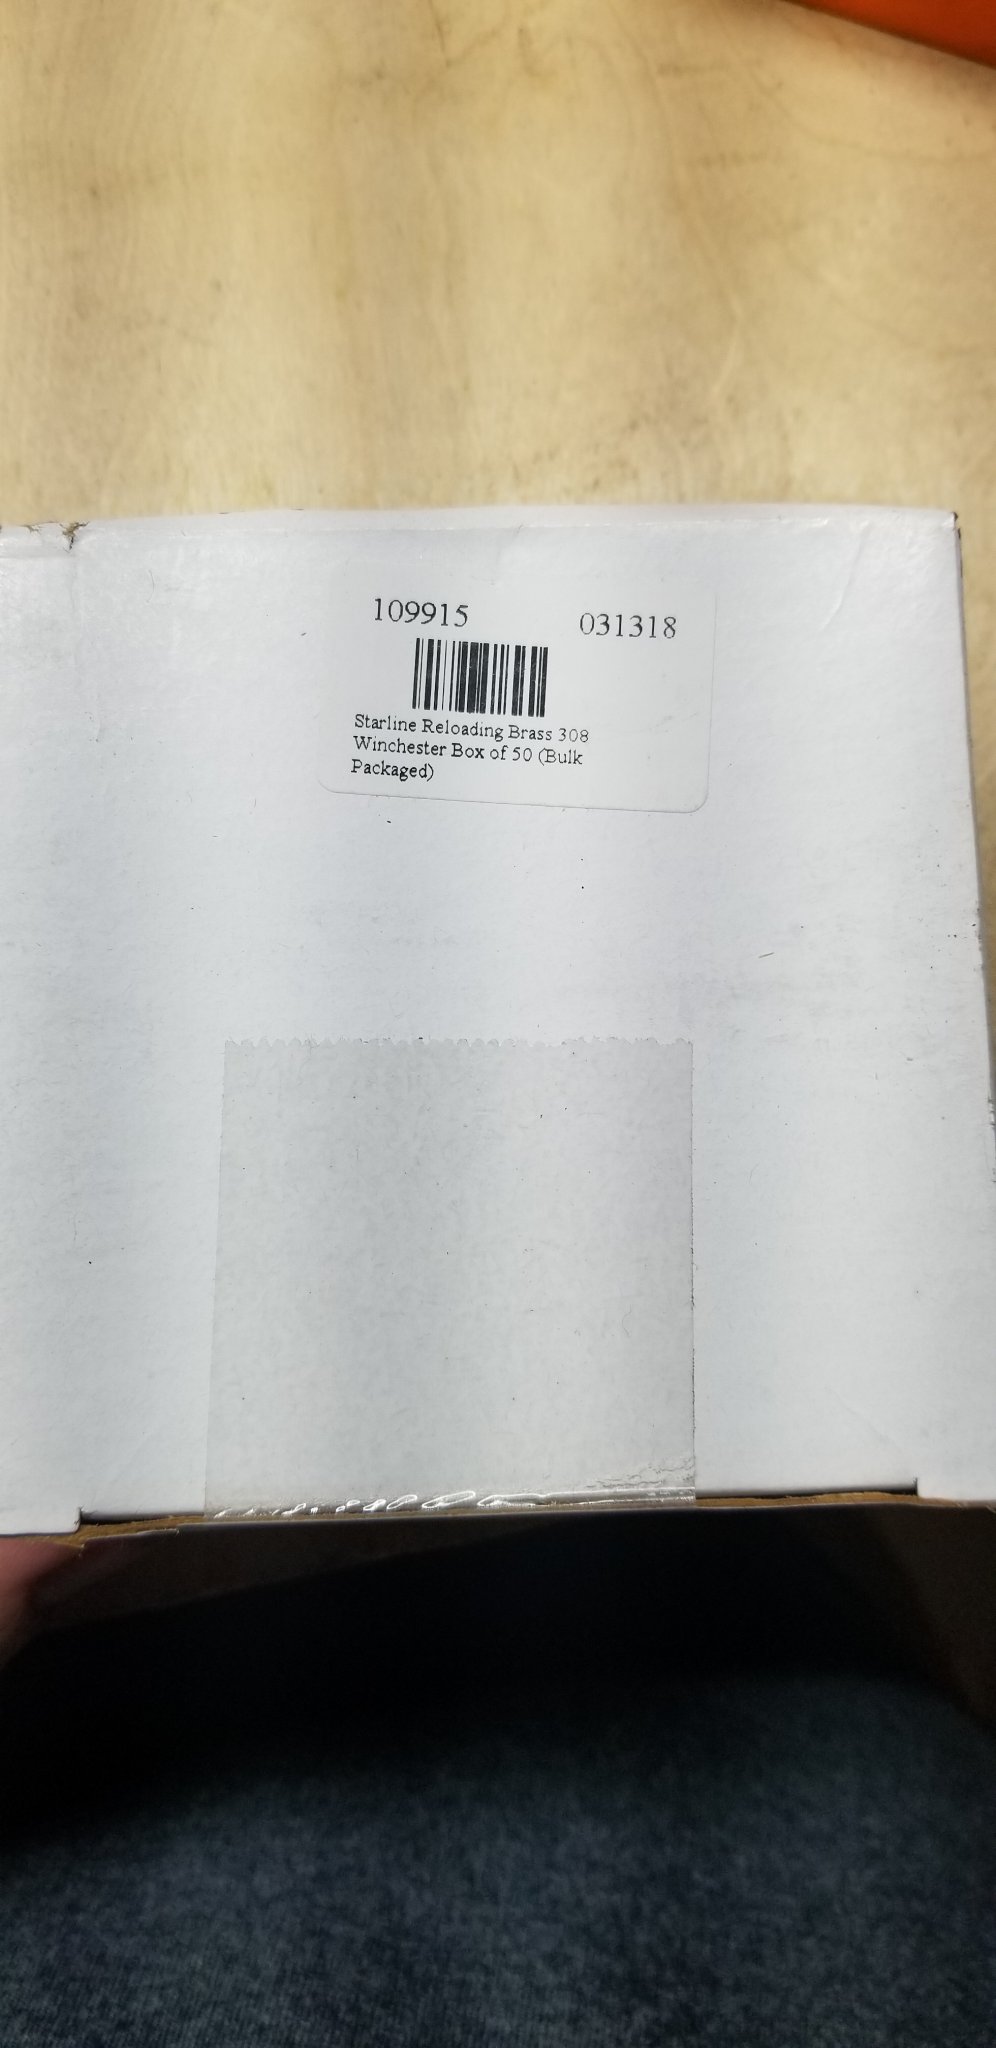 109915 031318
Starline Reloading Brass 308
Winchester Box of 50 (Bulk
Packaged)